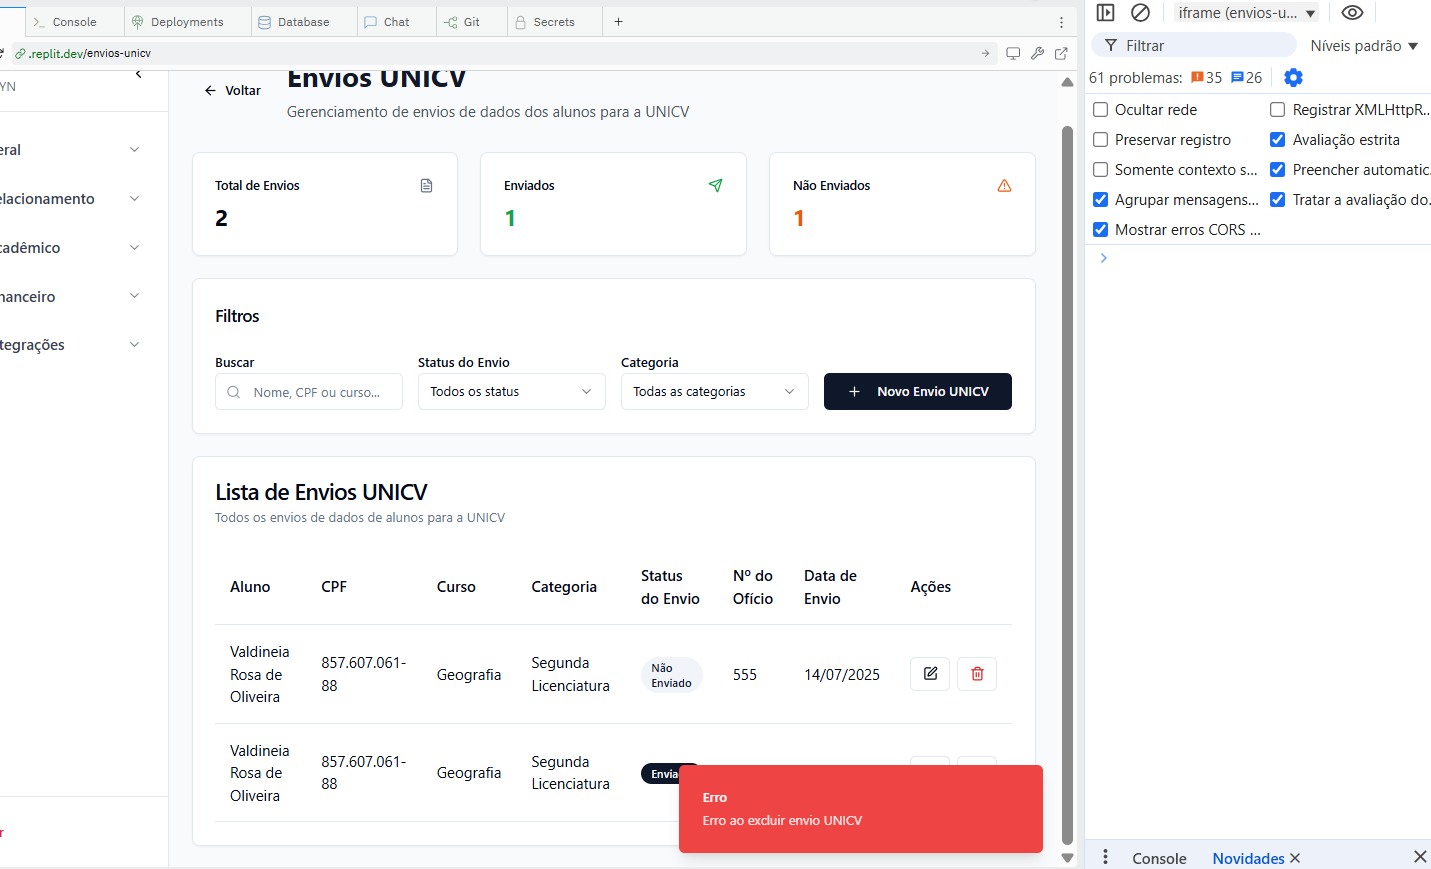 Console
Deployments
Database
Chat
Git
Secrets
.replit.dev/envios-unicv
YN
eral
elacionamento
cadêmico
nanceiro
tegrações
r
Voltar
Envios UNICV
Gerenciamento de envios de dados dos alunos para a UNICV
Total de Envios
2
Enviados
1
Não Enviados
1
Filtros
Buscar
Nome, CPF ou curso...
Status do Envio
Todos os status
Categoria
Todas as categorias
Novo Envio UNICV
Lista de Envios UNICV
Todos os envios de dados de alunos para a UNICV
Aluno
CPF
Curso
Categoria
Status
do Envio
Nº do
Ofício
Data de
Envio
Ações
Valdineia
Rosa de
Oliveira
857.607.061-
88
Geografia
Segunda
Licenciatura
Não
Enviado
555
14/07/2025
Valdineia
Rosa de
Oliveira
857.607.061-
88
Geografia
Segunda
Licenciatura
Envia
Erro
Erro ao excluir envio UNICV
iframe (envios-u...
Filtrar
Níveis padrão
61 problemas: 35 26
Ocultar rede
Registrar XMLHttpR..
Preservar registro
Avaliação estrita
Somente contexto s...
Preencher automatic.
Agrupar mensagens...
Tratar a avaliação do.
Mostrar erros CORS ...
Console
Novidades